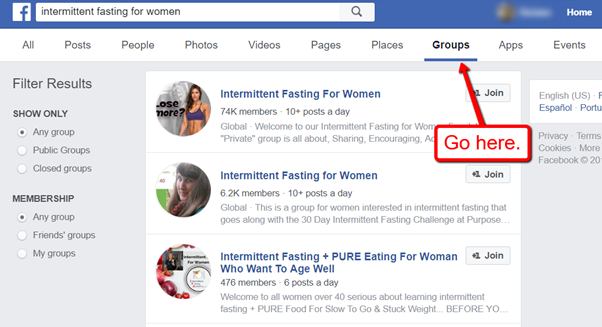 intermittent fasting for women
Home
All Posts People Photos Videos Pages Places Groups Apps Events
Filter Results
SHOW ONLY
Any group
Public Groups
Closed groups
MEMBERSHIP
Any group
Friends' groups
My groups
Lose
more?
Intermittent Fasting For Women
+1 Join
74K members · 10+ posts a day
Global · Welcome to our Intermittent Fasting for Women
"Private" group is all about, Sharing, Encouraging,
Intermittent Fasting for Women
+1 Join
6.2K members · 10+ posts a day
Global · This is a group for women interested in intermittent fasting that
goes along with the 30 Day Intermittent Fasting Challenge at Purpose...
Intermittent
For Women
Intermittent Fasting + PURE Eating For Woman
Who Want To Age Well
+1 Join
476 members · 6 posts a day
Welcome to all women over 40 serious about learning intermittent
fasting + PURE Food For Slow To Go & Stuck Weight... BEFORE YO...
Go here.
English (US) ·
Español · Portu
Privacy · Terms
Cookies · More
Facebook © 20